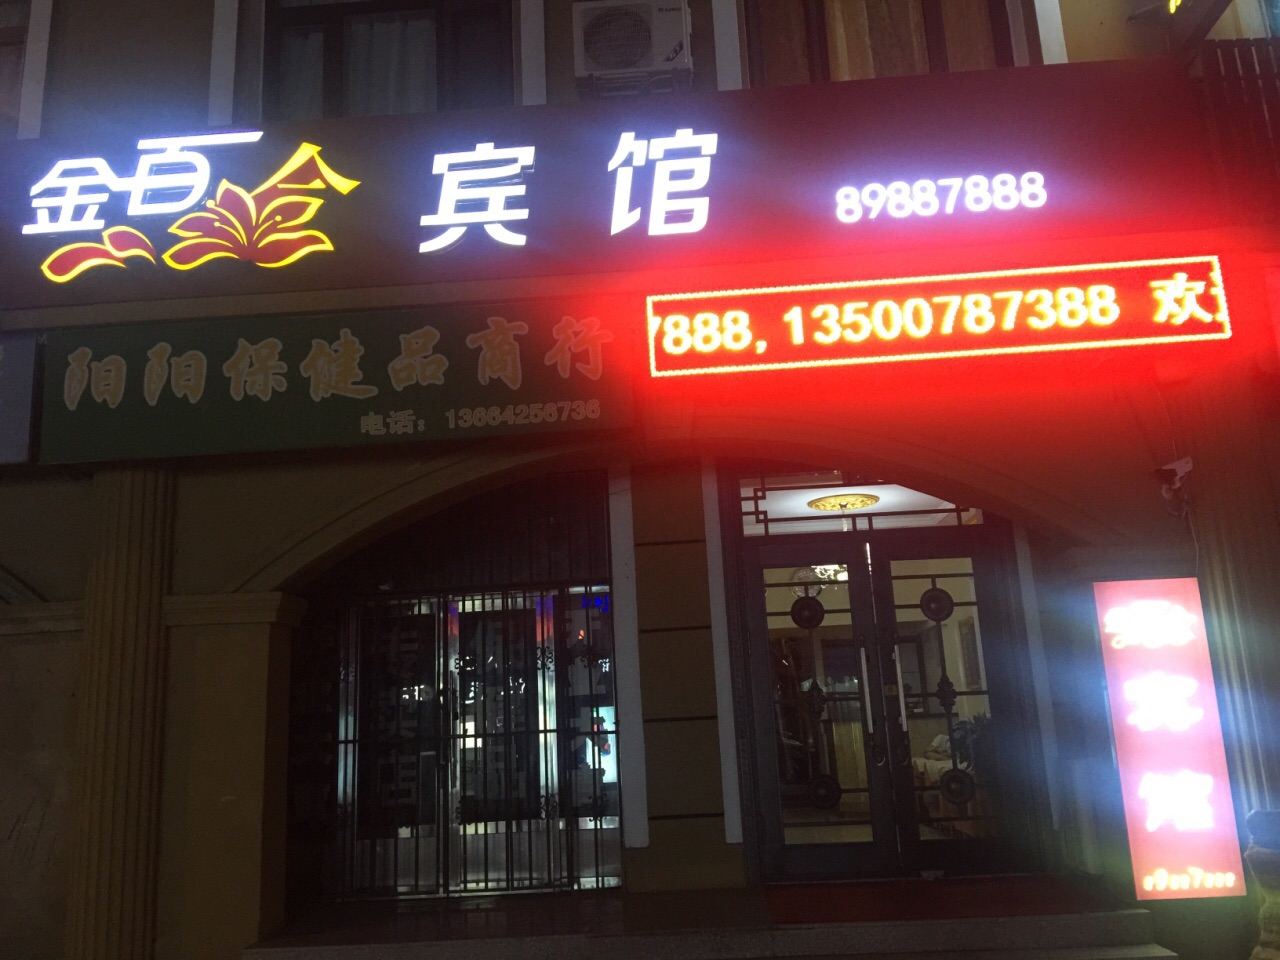 金百合 宾馆 89887888
7888, 13500787388 欢
阳阳保健品商行
电话：13664256736
宾
馆